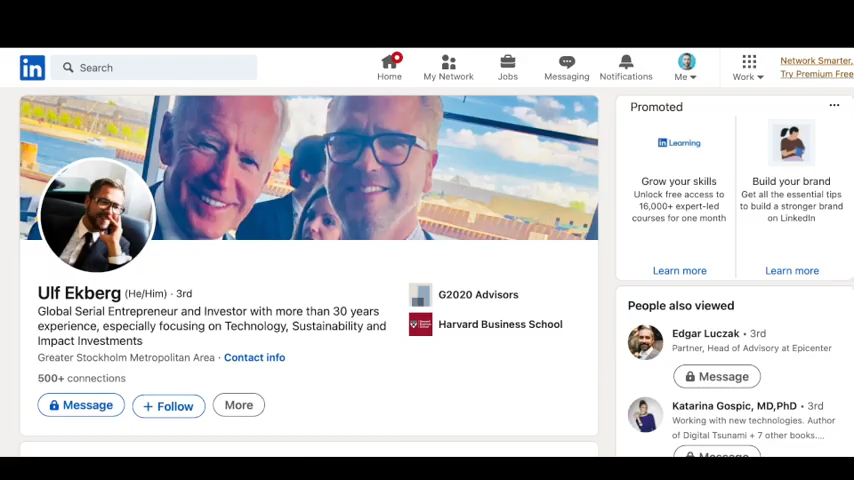 in
Search
Home
My Network
Jobs
Messaging
Notifications
Me
Work
Network Smarter,
Try Premium Free
Ulf Ekberg (He/Him) · 3rd
Global Serial Entrepreneur and Investor with more than 30 years
experience, especially focusing on Technology, Sustainability and
Impact Investments
Greater Stockholm Metropolitan Area · Contact info
500+ connections
Message
+ Follow
More
G2020 Advisors
Harvard Business School
Promoted
in Learning
Grow your skills
Unlock free access to
16,000+ expert-led
courses for one month
Learn more
Build your brand
Get all the essential tips
to build a stronger brand
on LinkedIn
Learn more
People also viewed
Edgar Luczak • 3rd
Partner, Head of Advisory at Epicenter
Message
Katarina Gospic, MD,PhD • 3rd
Working with new technologies. Author
of Digital Tsunami + 7 other books....
Message